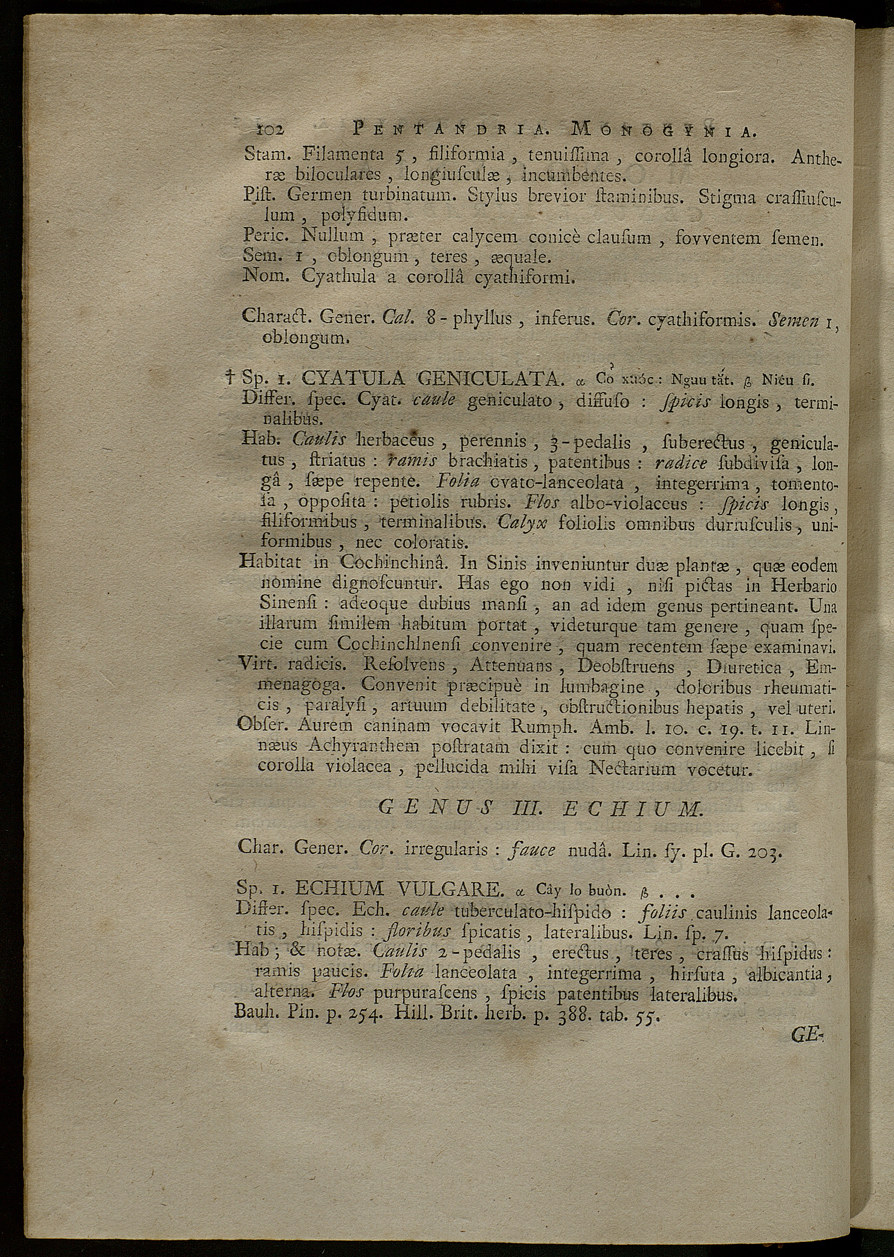 102 PENTANDRIA. MONOGYNIA.
Stam. Filamenta 5, filiformia, tenuiſſima, corollâ longiora. Anthe-
ræ biloculares, longiuſculæ, incumbentes.
Piſt. Germen turbinatum. Stylus brevior ſtaminibus. Stigma craſſiuſcu-
lum, polyfidum.
Peric. Nullum, præter calycem conicè clauſum, fovventem ſemen.
Sem. 1, oblongum, teres, æquale.
Nom. Cyathula a corollâ cyathiformi.
Charact. Gener. Cal. 8-phyllus, inferus. Cor. cyathiformis. Semen 1,
oblongum.
† Sp. 1. CYATULA GENICULATA. α Cỏ xuóc: Nguu tất. β Niéu ſi.
Differ. ſpec. Cyat. caule geniculato, diffuſo: ſpicis longis, termi-
nalibus.
Hab. Caulis herbaceus, perennis, 3-pedalis, ſuberectus, genicula-
tus, ſtriatus: ramis brachiatis, patentibus: radice ſubdiviſa, lon-
gâ, ſæpe repente. Folia ovato-lanceolata, integerrima, tomento-
ſa, oppoſita: petiolis rubris. Flos albo-violaceus: ſpicis longis,
filiformibus, terminalibus. Calyx foliolis omnibus duriuſculis, uni-
formibus, nec coloratis.
Habitat in Cochinchinâ. In Sinis inveniuntur duæ plantæ, quæ eodem
nomine dignoſcuntur. Has ego non vidi, niſi pictas in Herbario
Sinenſi: adeoque dubius manſi, an ad idem genus pertineant. Una
illarum ſimilem habitum portat, videturque tam genere, quam ſpe-
cie cum Cochinchinenſi convenire, quam recentem ſæpe examinavi.
Virt. radicis. Reſolvens, Attenuans, Deobſtruens, Diuretica, Em-
menagoga. Convenit præcipuè in lumbagine, doloribus rheumati-
cis, paralyſi, artuum debilitate, obſtructionibus hepatis, vel uteri.
Obſer. Aurem caninam vocavit Rumph. Amb. l. 10. c. 19. t. 11. Lin-
næus Achyranthem poſtratam dixit: cum quo convenire licebit, ſi
corolla violacea, pellucida mihi viſa Nectarium vocetur.
GENUS III. ECHIUM.
Char. Gener. Cor. irregularis: fauce nudâ. Lin. ſy. pl. G. 203.
Sp. 1. ECHIUM VULGARE. α Cây lo buòn. β . . .
Differ. ſpec. Ech. caule tuberculato-hiſpido: foliis caulinis lanceola-
tis, hiſpidis: floribus ſpicatis, lateralibus. Lin. ſp. 7.
Hab; & notæ. Caulis 2-pedalis, erectus, teres, craſſus hiſpidus:
ramis paucis. Folia lanceolata, integerrima, hirſuta, albicantia,
alterna. Flos purpuraſcens, ſpicis patentibus lateralibus.
Bauh. Pin. p. 254. Hill. Brit. herb. p. 388. tab. 55.
GE-